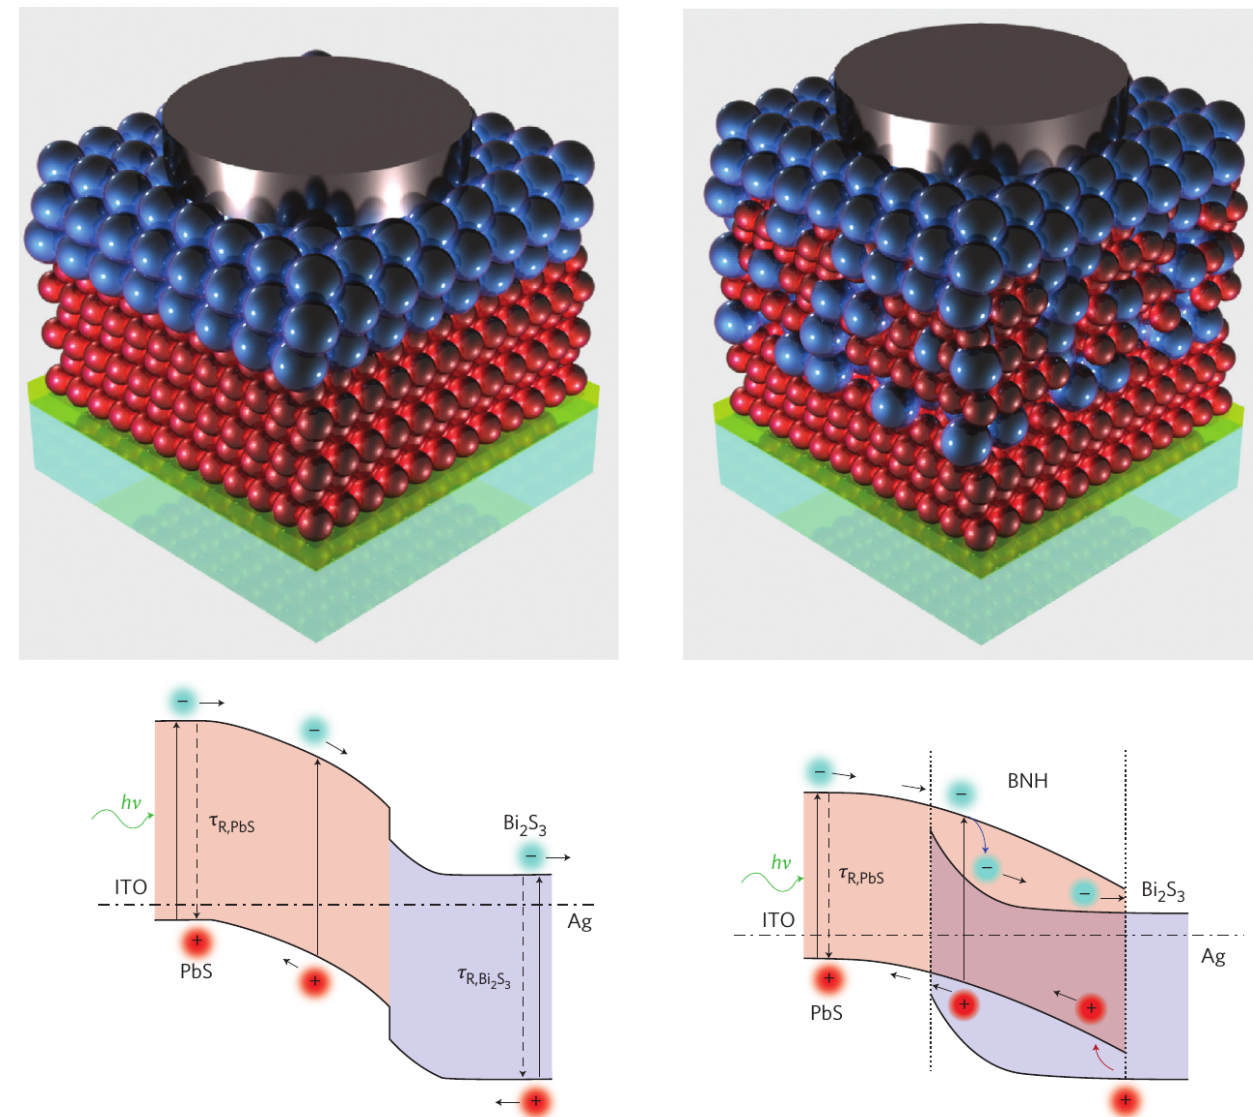 −
−
hν
τR,PbS
Bi2S3
−
ITO
Ag
+
PbS
+
τR,Bi2S3
+
−
−
BNH
hν
−
τR,PbS
−
Bi2S3
ITO
Ag
+
PbS
+
+
+